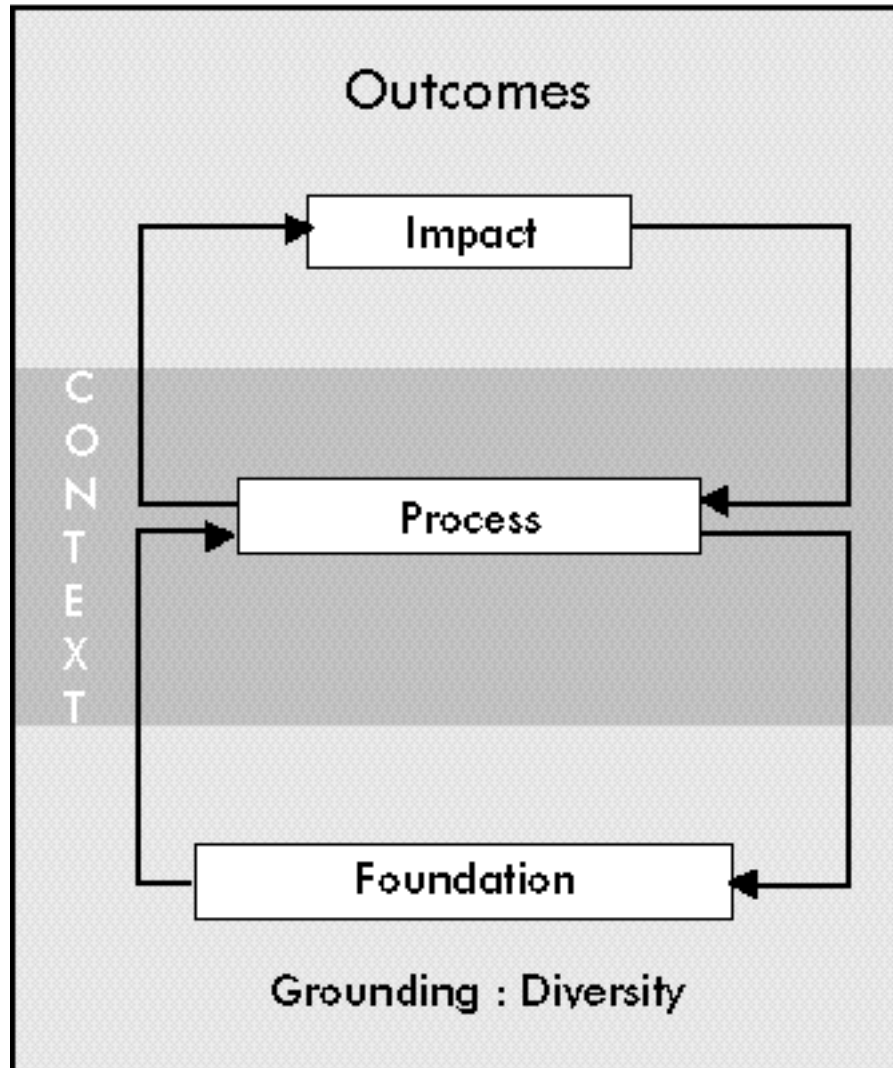 Outcomes
Impact
CONTEXT
Process
Foundation
Grounding : Diversity